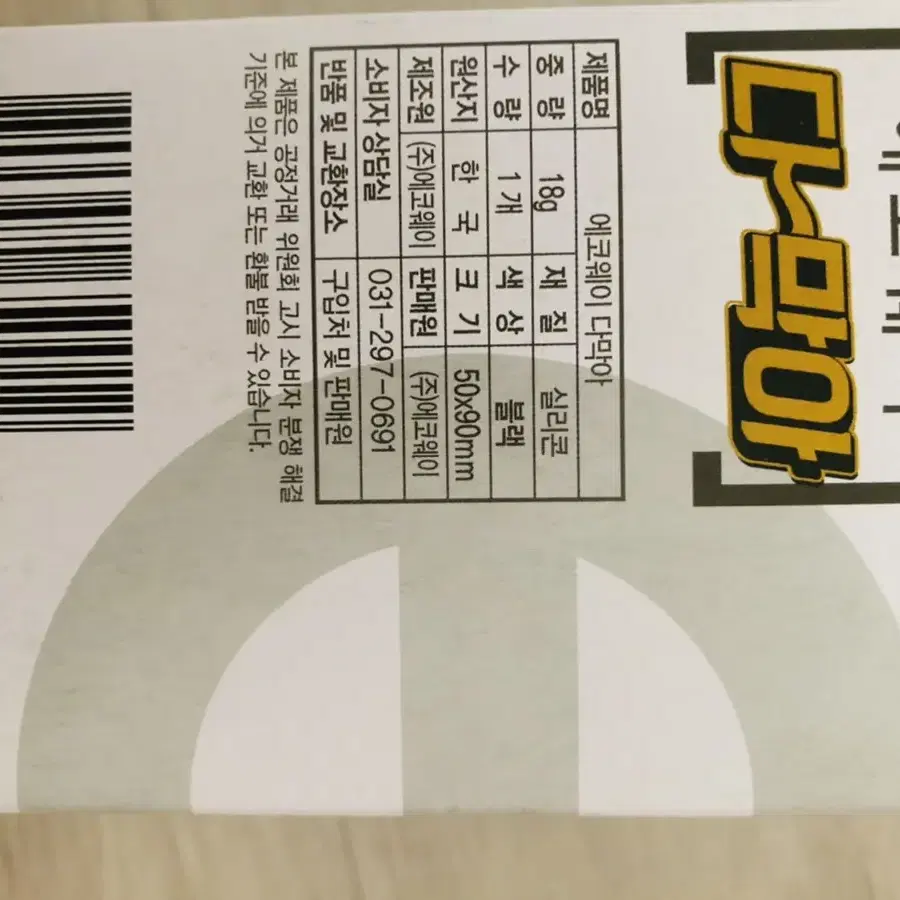 다막아
제품명 에코웨이 다막아
중 량 18g 재 질 실리콘
수 량 1 개 색 상 블랙
원산지 한 국 크 기 50x90mm
제조원 (주)에코웨이 판매원 (주)에코웨이
소비자 상담실 031-297-0691
반품 및 교환장소 구입처 및 판매원
본 제품은 공정거래 위원회 고시 소비자 분쟁 해결
기준에 의거 교환 또는 환불 받을 수 있습니다.